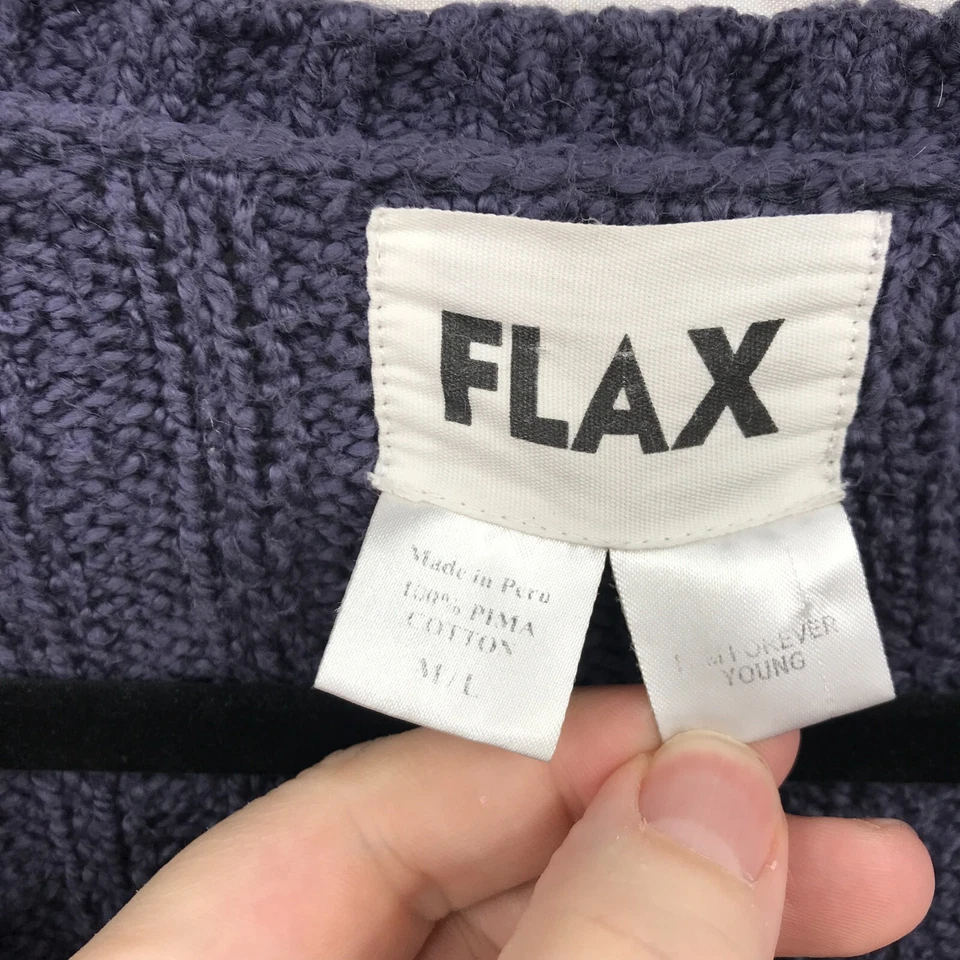 FLAX
Made in Peru
100% PIMA
COTTON
M/L
FOREVER
YOUNG